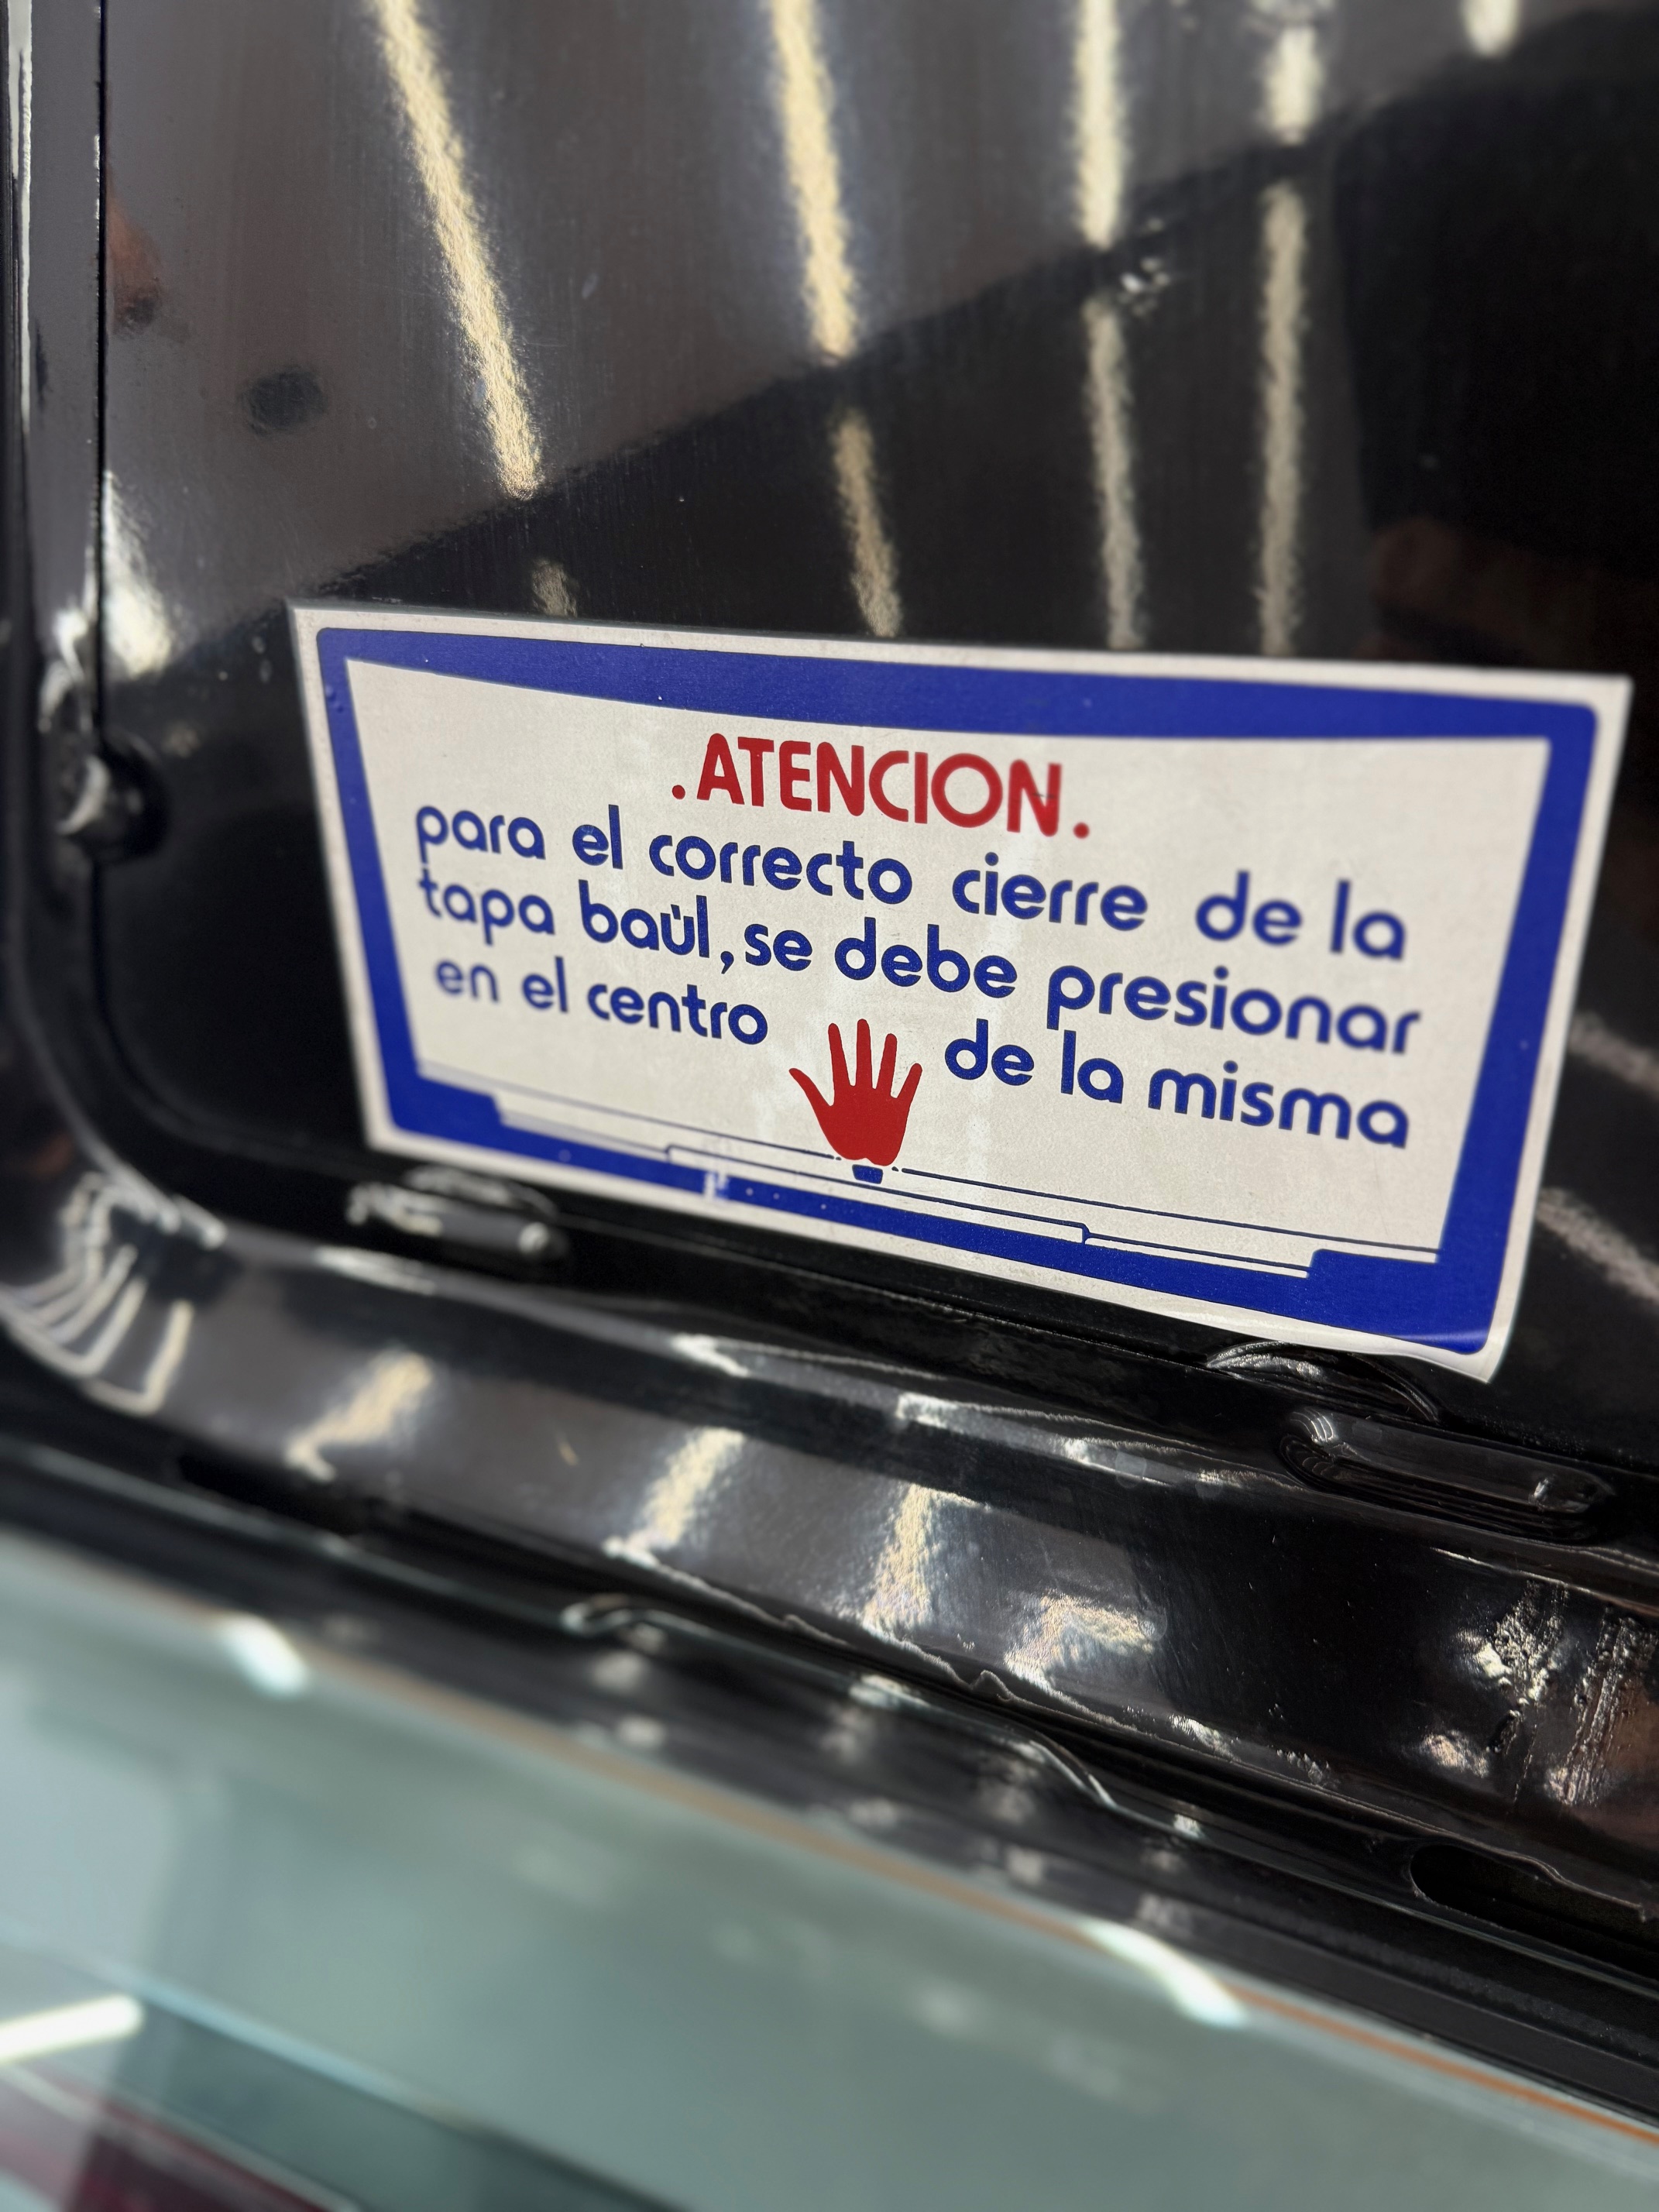 .ATENCION.
para el correcto cierre de la
tapa baúl, se debe presionar
en el centro de la misma